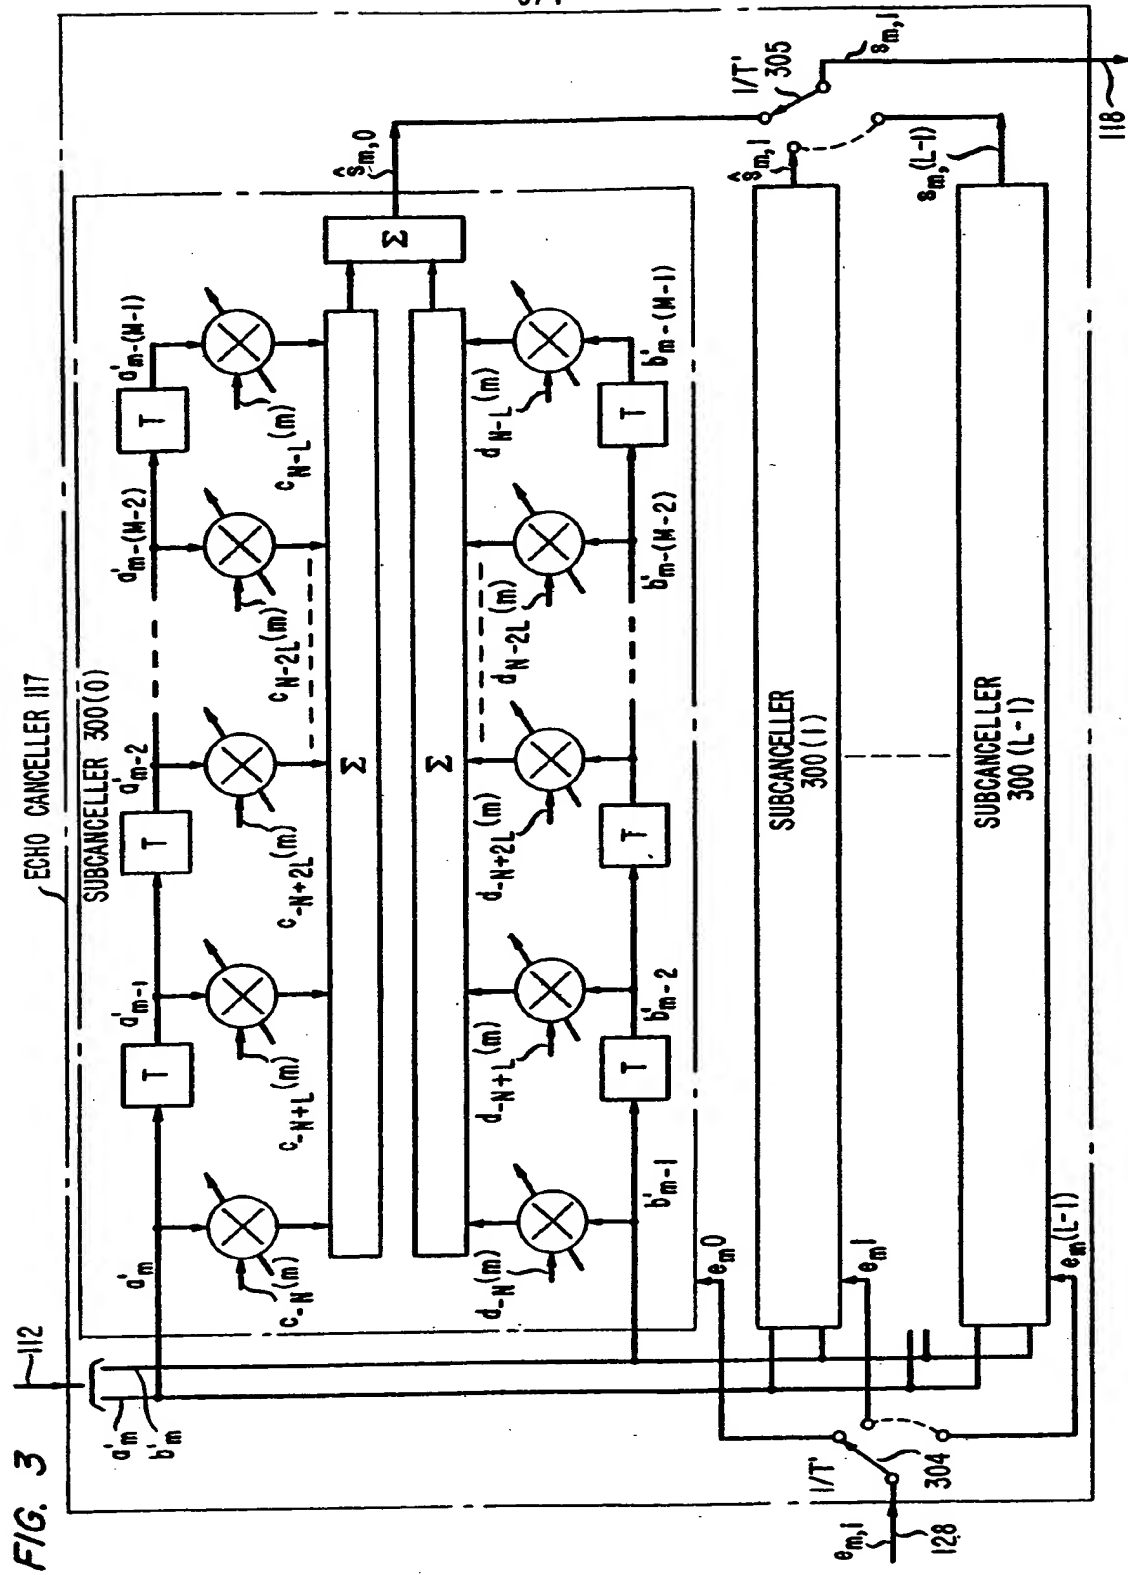 FIG. 3
112
ECHO CANCELLER 117
SUBCANCELLER 300(0)
a'm
b'm
a'm
a'm-1
a'm-2
a'm-(M-2)
a'm-(M-1)
T
T
T
c-N(m)
c-N+L(m)
c-N+2L(m)
cN-2L(m)
cN-L(m)
Σ
Σ
Σ
ŝm,0
d-N(m)
d-N+L(m)
d-N+2L(m)
dN-2L(m)
dN-L(m)
T
T
T
b'm-1
b'm-2
b'm-(M-2)
b'm-(M-1)
em0
SUBCANCELLER
300(1)
em1
ŝm,1
SUBCANCELLER
300(L-1)
em(L-1)
sm,(L-1)
1/T'
304
em,i
128
1/T'
305
sm,i
118